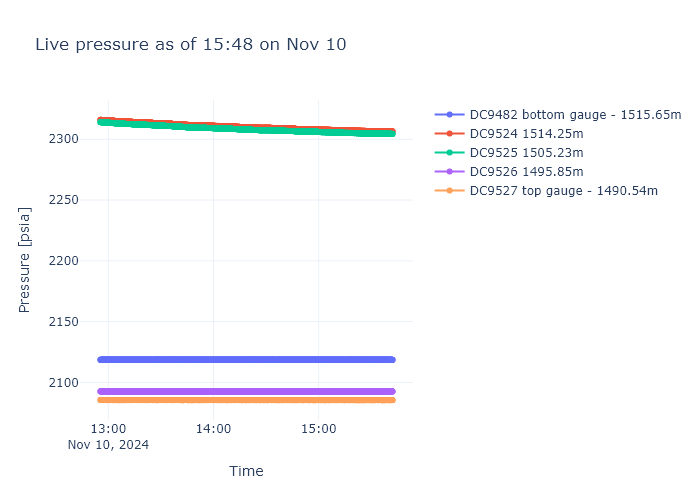 Live pressure as of 15:48 on Nov 10
DC9482 bottom gauge - 1515.65m
DC9524 1514.25m
DC9525 1505.23m
DC9526 1495.85m
DC9527 top gauge - 1490.54m
Pressure [psia]
2300
2250
2200
2150
2100
13:00
14:00
15:00
Nov 10, 2024
Time